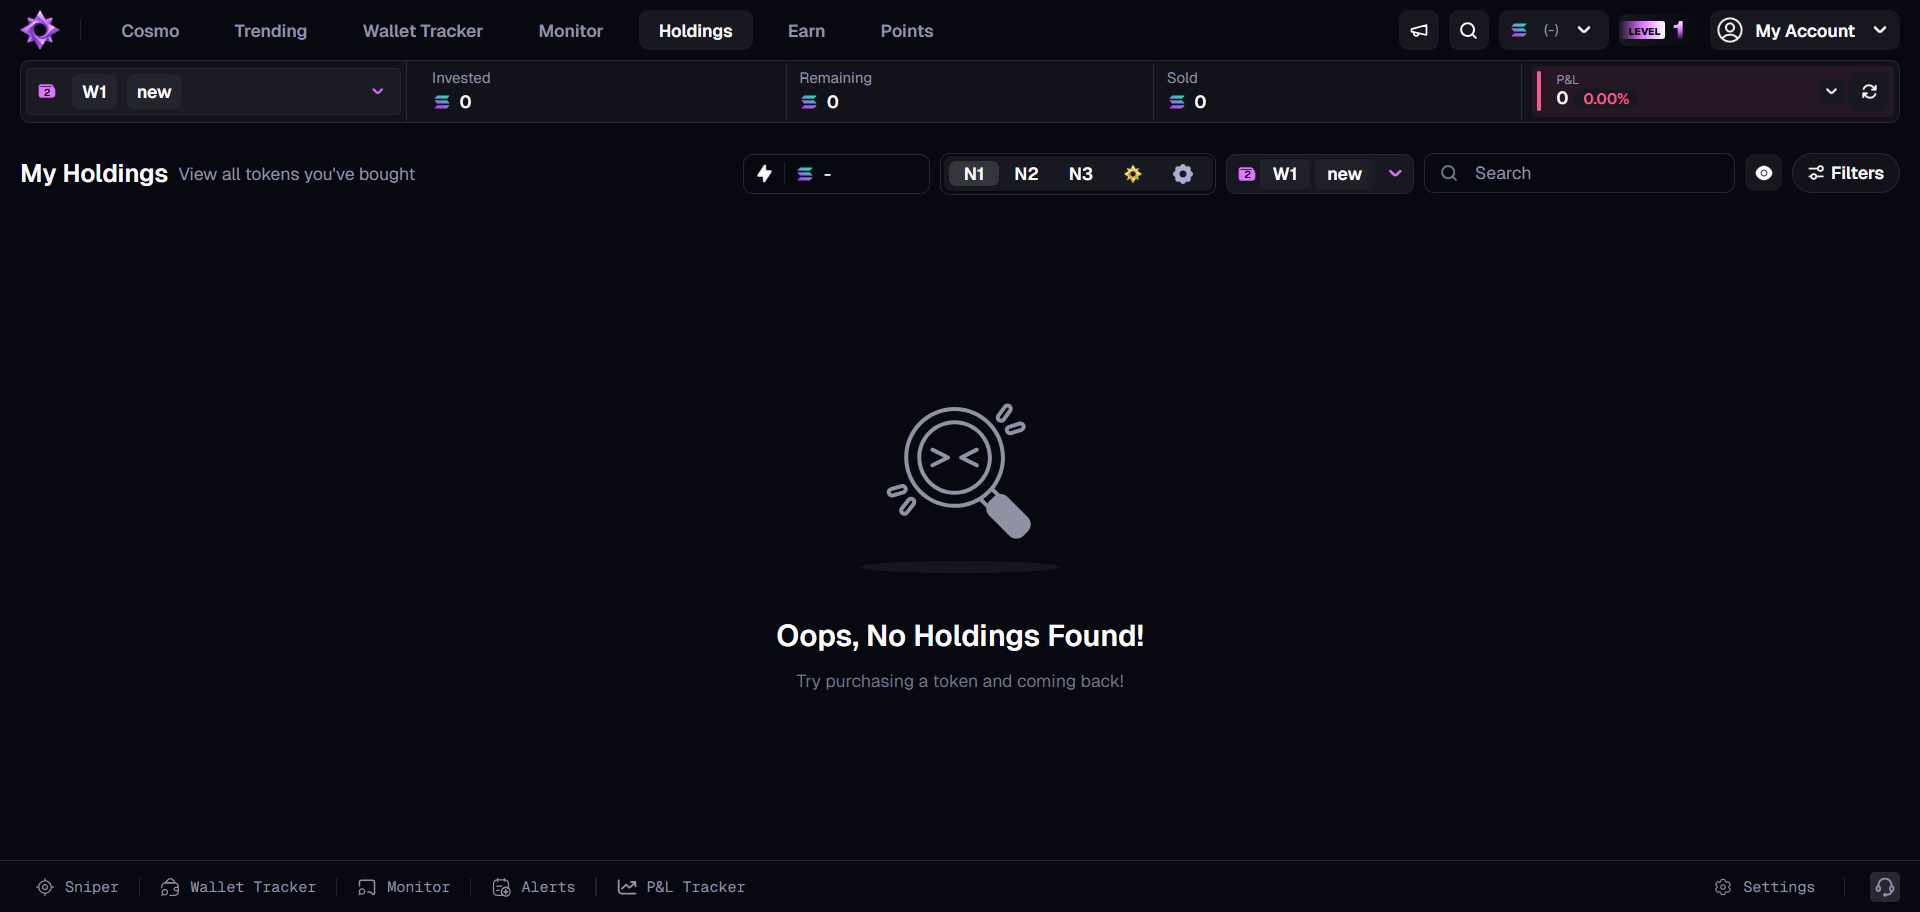 Cosmo Trending Wallet Tracker Monitor Holdings Earn Points (-) LEVEL 1 My Account
2 W1 new
Invested
0
Remaining
0
Sold
0
P&L
0 0.00%
My Holdings View all tokens you've bought - N1 N2 N3 2 W1 new Search Filters
> <
Oops, No Holdings Found!
Try purchasing a token and coming back!
Sniper Wallet Tracker Monitor Alerts P&L Tracker Settings